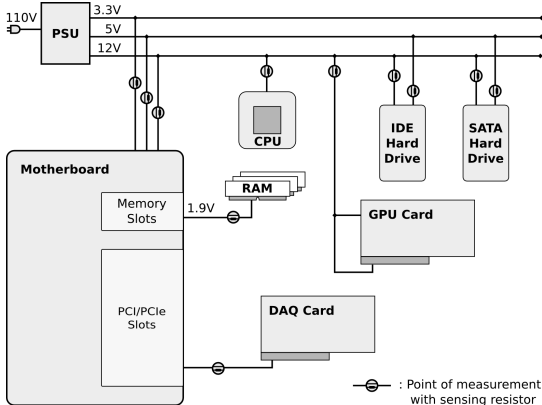 110V
PSU
3.3V
5V
12V
CPU
IDE
Hard
Drive
SATA
Hard
Drive
Motherboard
Memory
Slots
1.9V
RAM
GPU Card
PCI/PCIe
Slots
DAQ Card
: Point of measurement
with sensing resistor